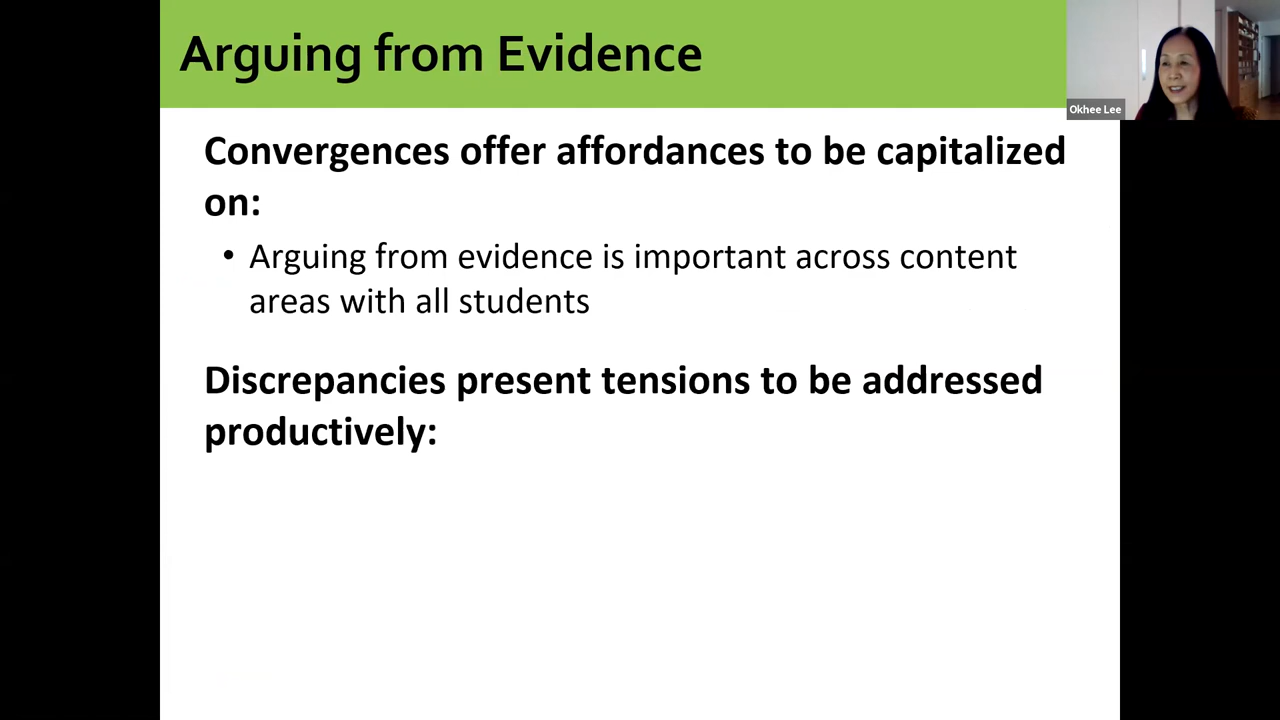 Arguing from Evidence
Okhee Lee
Convergences offer affordances to be capitalized
on:
• Arguing from evidence is important across content
areas with all students
Discrepancies present tensions to be addressed
productively: